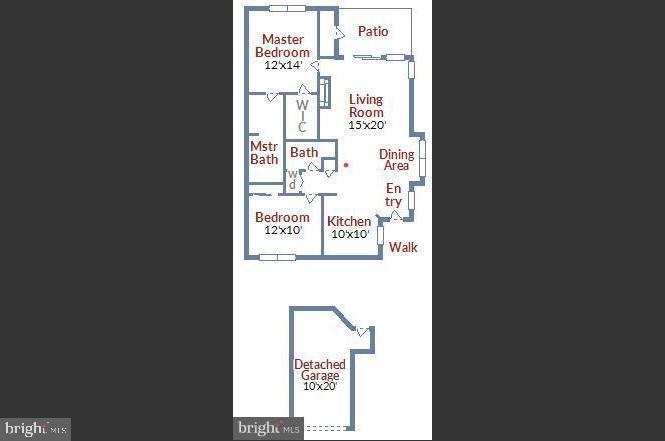 Patio
Master
Bedroom
12'x14'
Living
Room
15'x20'
W
I
C
Mstr
Bath
Bath
Dining
Area
w
d
En
try
Bedroom
12'x10'
Kitchen
10'x10'
Walk
Detached
Garage
10'x20'
bright MLS
bright MLS